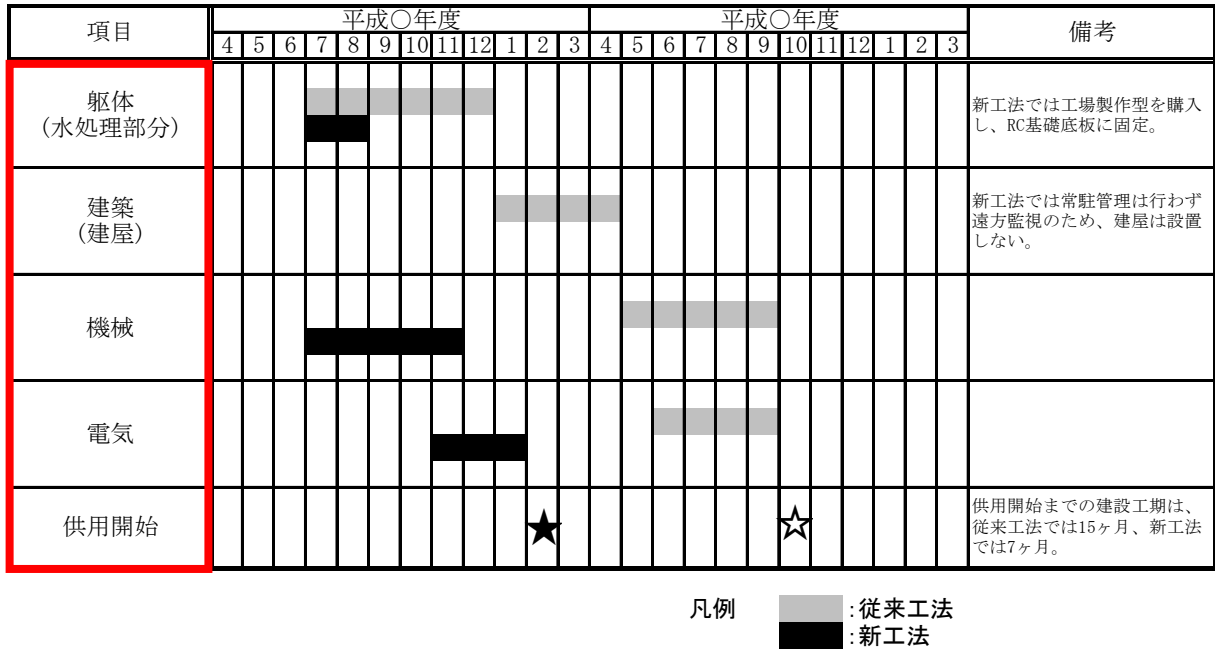 項目
平成〇年度
平成〇年度
備考
4 5 6 7 8 9 10 11 12 1 2 3 4 5 6 7 8 9 10 11 12 1 2 3
躯体
(水処理部分)
新工法では工場製作型を購入
し、RC基礎底板に固定。
建築
(建屋)
新工法では常駐管理は行わず
遠方監視のため、建屋は設置
しない。
機械
電気
供用開始
★
☆
供用開始までの建設工期は、
従来工法では15ヶ月、新工法
では7ヶ月。
凡例
:従来工法
:新工法